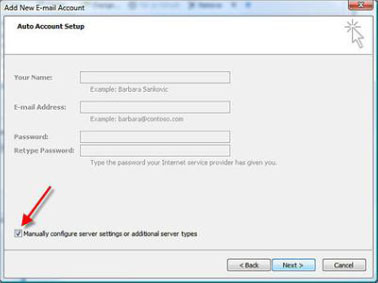 Add New E-mail Account
Auto Account Setup
Your Name:
Example: Barbara Sankovic
E-mail Address:
Example: barbara@contoso.com
Password:
Retype Password:
Type the password your Internet service provider has given you.
Manually configure server settings or additional server types
< Back Next > Cancel